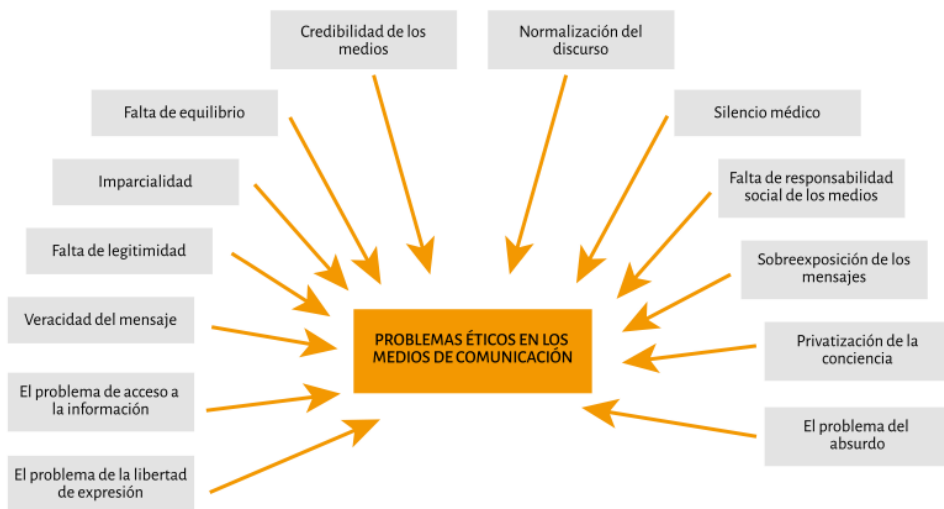 Credibilidad de los
medios
Normalización del
discurso
Falta de equilibrio
Silencio médico
Imparcialidad
Falta de responsabilidad
social de los medios
Falta de legitimidad
Sobreexposición de los
mensajes
Veracidad del mensaje
PROBLEMAS ÉTICOS EN LOS
MEDIOS DE COMUNICACIÓN
Privatización de la
conciencia
El problema de acceso a
la información
El problema del
absurdo
El problema de la libertad
de expresión